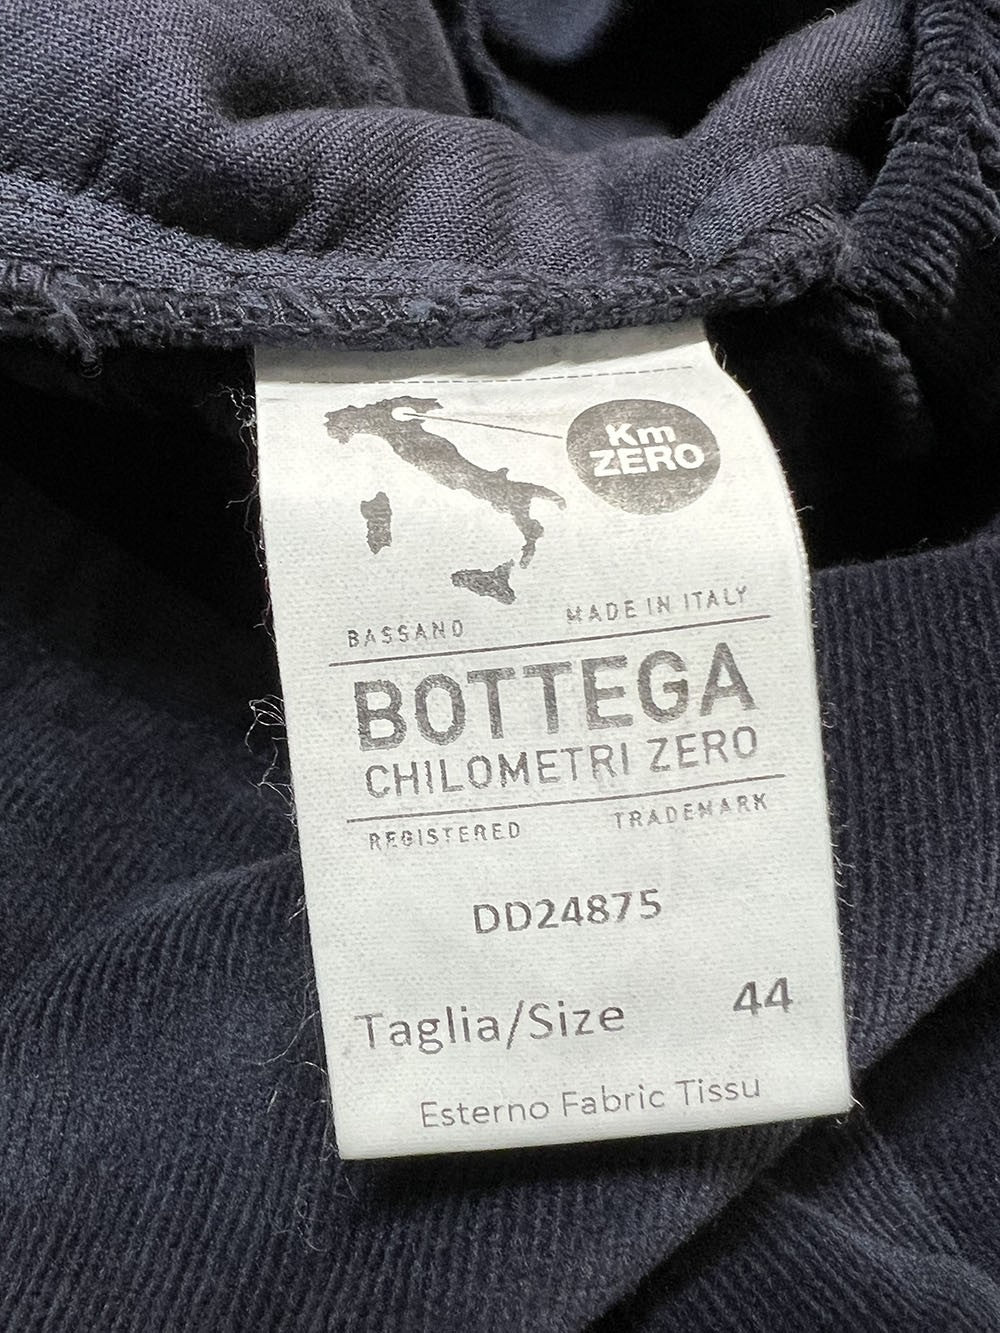 Km
ZERO
BASSANO MADE IN ITALY
BOTTEGA
CHILOMETRI ZERO
REGISTERED TRADEMARK
DD24875
Taglia/Size 44
Esterno Fabric Tissu